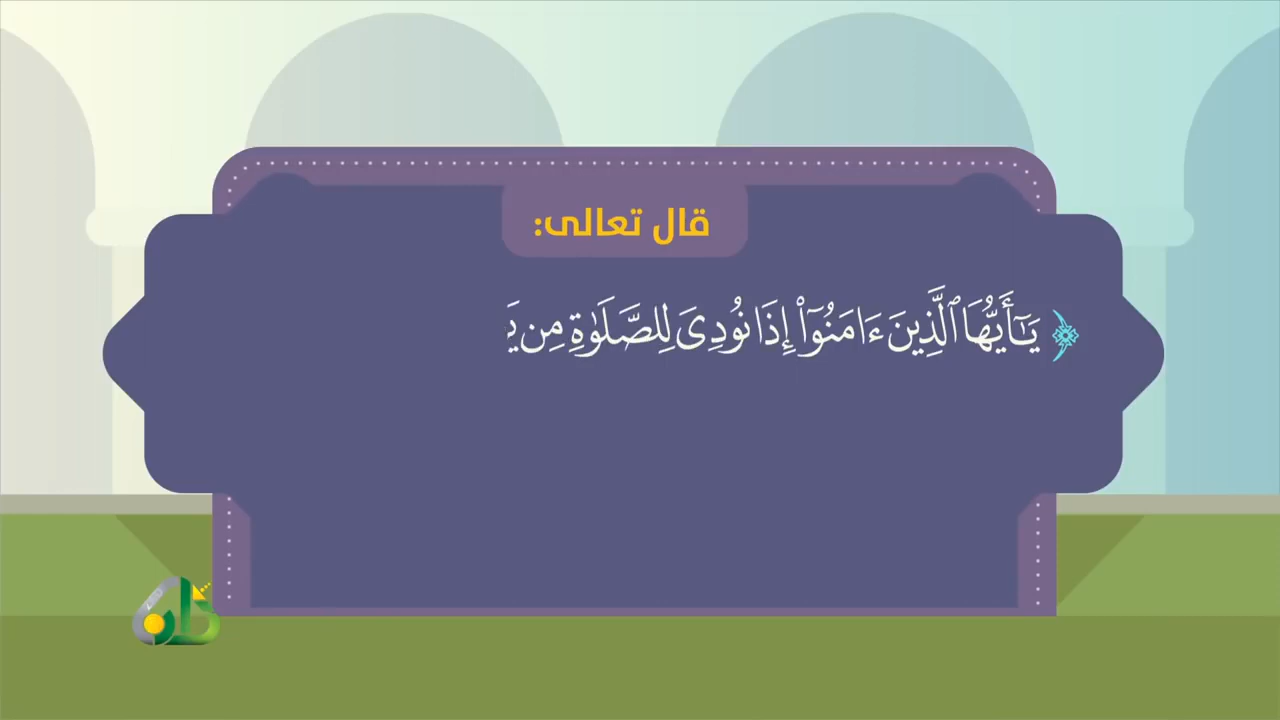 قال تعالى:
﴿ يَٰٓأَيُّهَا ٱلَّذِينَ ءَامَنُوٓا۟ إِذَا نُودِىَ لِلصَّلَوٰةِ مِن يَ